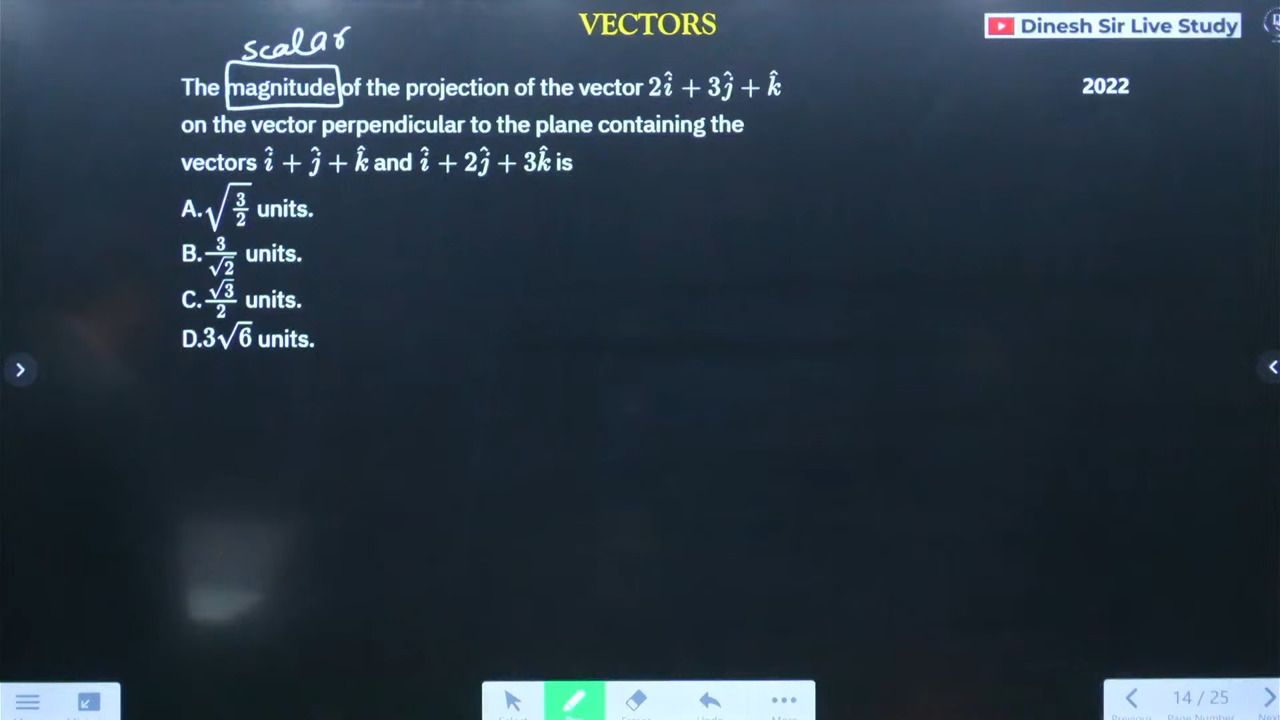 VECTORS
Dinesh Sir Live Study
scalar
The magnitude of the projection of the vector 2î + 3ĵ + k̂
2022
on the vector perpendicular to the plane containing the
vectors î + ĵ + k̂ and î + 2ĵ + 3k̂ is
A. √(3/2) units.
B. 3/√2 units.
C. √3/2 units.
D. 3√6 units.
14 / 25